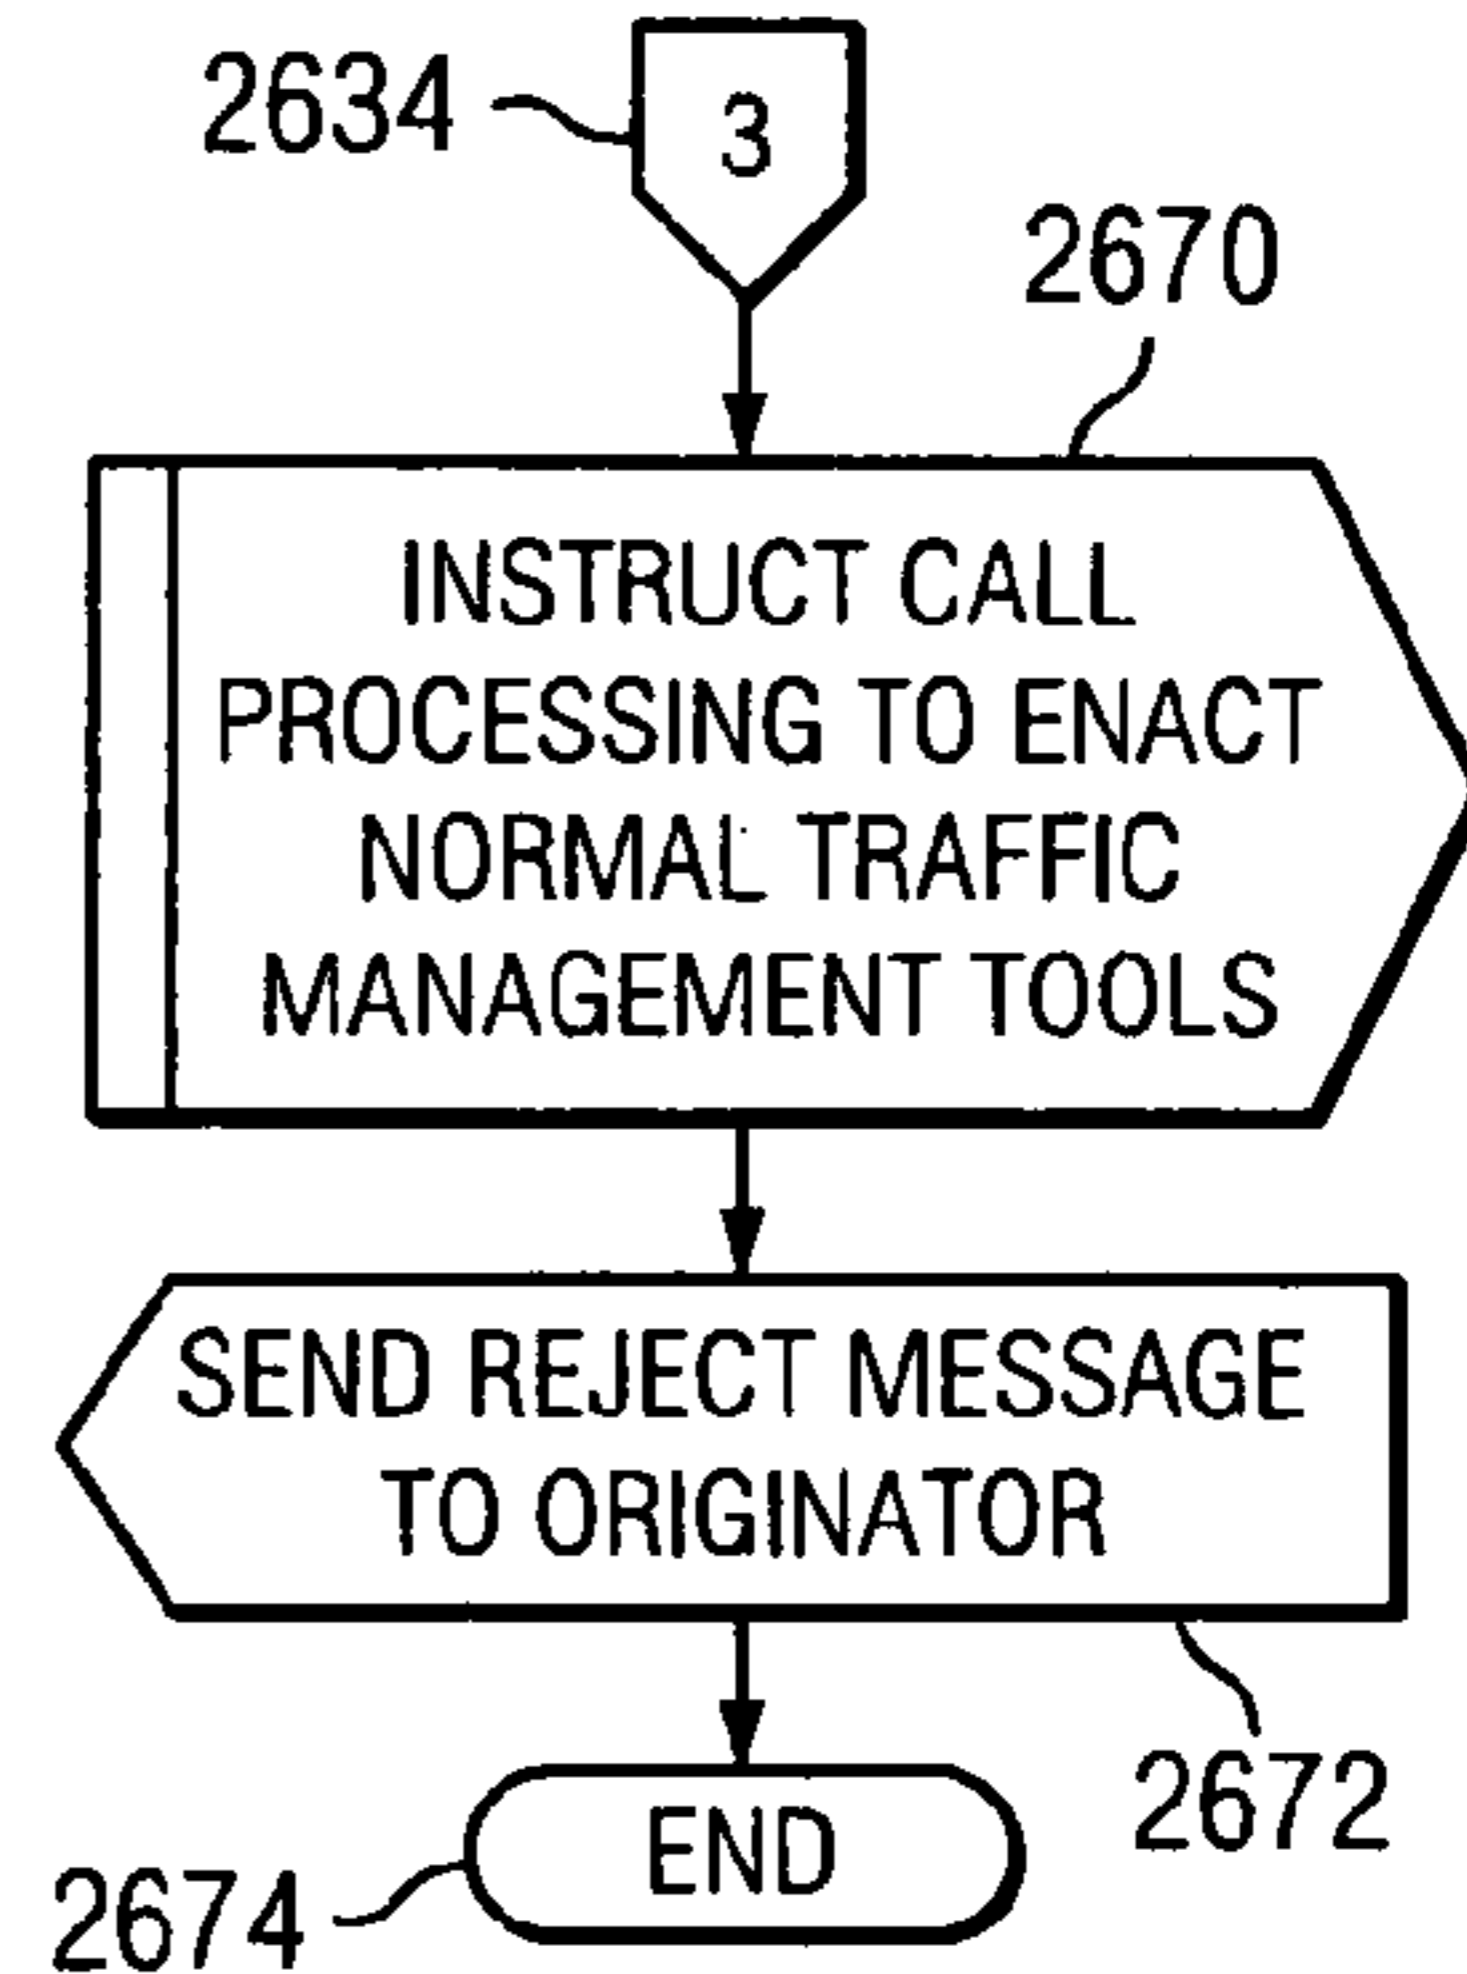 2634
3
2670
INSTRUCT CALL
PROCESSING TO ENACT
NORMAL TRAFFIC
MANAGEMENT TOOLS
SEND REJECT MESSAGE
TO ORIGINATOR
2672
END
2674